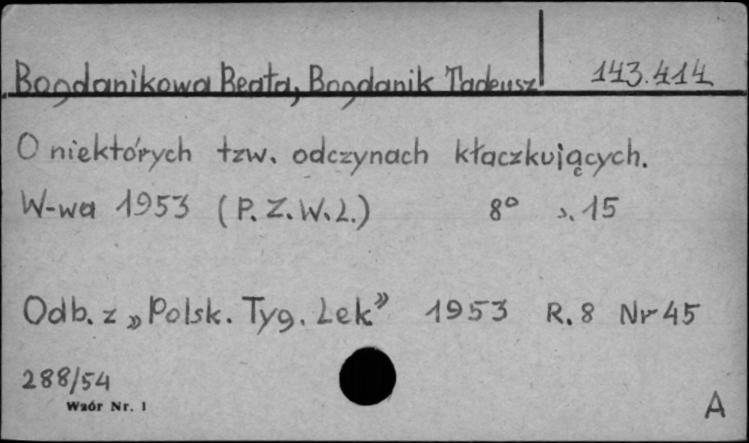 Bogdanikowa Beata, Bogdanik Tadeusz 143.414
O niektórych tzw. odczynach kłaczkujących.
W-wa 1953 (P.Z.W.L.) 8° s. 15
Odb. z „Polsk. Tyg. Lek” 1953 R. 8 Nr 45
288/54
Wzór Nr. 1
A